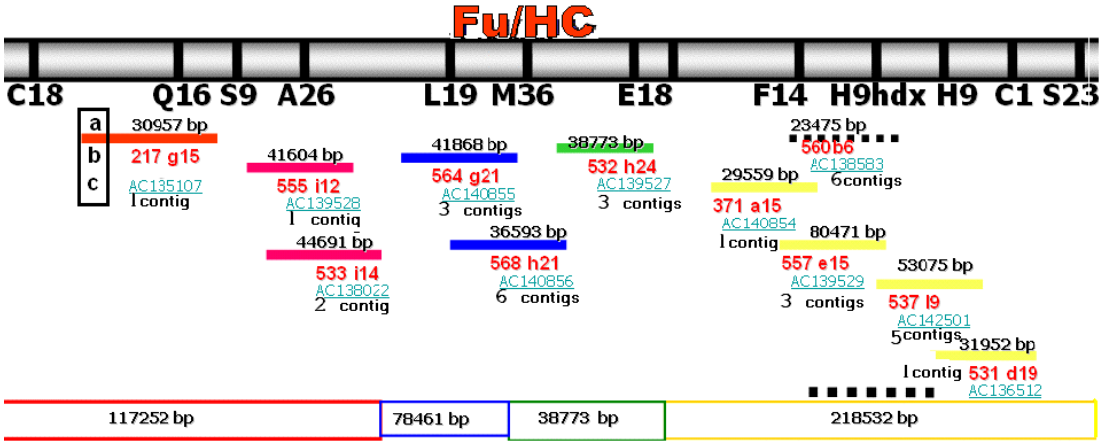 Fu/HC
C18 Q16 S9 A26 L19 M36 E18 F14 H9hdx H9 C1 S23
a
b
c
30957 bp
217 g15
AC135107
1contig
41604 bp
555 i12
AC139528
1 contig
44691 bp
533 i14
AC138022
2 contig
41868 bp
564 g21
AC140855
3 contigs
36593 bp
568 h21
AC140856
6 contigs
38773 bp
532 h24
AC139527
3 contigs
29559 bp
371 a15
AC140854
1contig
23475 bp
560b6
AC138583
6contigs
80471 bp
557 e15
AC139529
3 contigs
53075 bp
537 l9
AC142501
5contigs
31952 bp
1contig 531 d19
AC136512
117252 bp 78461 bp 38773 bp 218532 bp